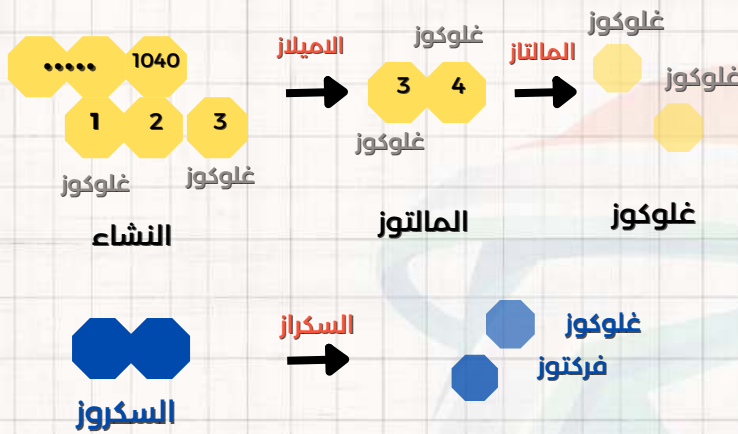 ..... 1040
1 2 3
غلوكوز
غلوكوز
النشاء
الاميلاز
غلوكوز
3 4
غلوكوز
المالتوز
المالتاز
غلوكوز
غلوكوز
غلوكوز
السكروز
السكراز
غلوكوز
فركتوز